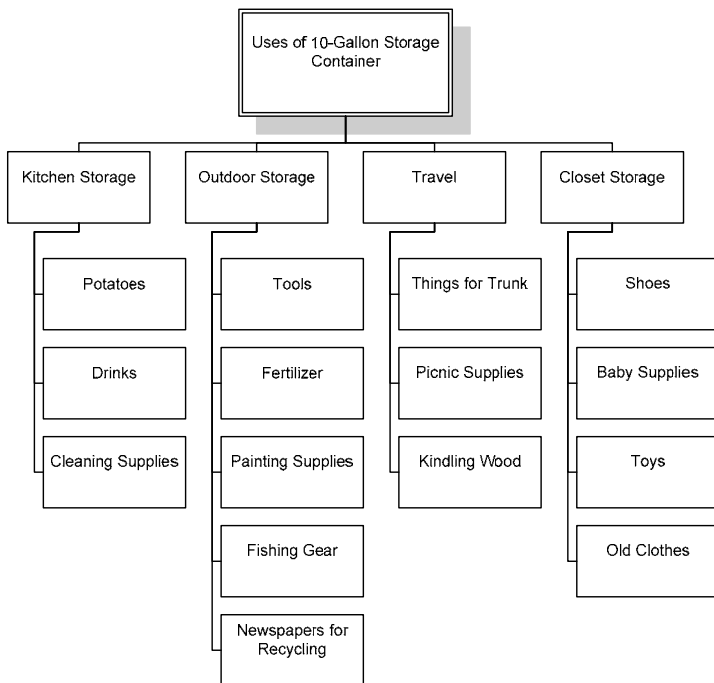 Uses of 10-Gallon Storage
Container
Kitchen Storage
Outdoor Storage
Travel
Closet Storage
Potatoes
Tools
Things for Trunk
Shoes
Drinks
Fertilizer
Picnic Supplies
Baby Supplies
Cleaning Supplies
Painting Supplies
Kindling Wood
Toys
Fishing Gear
Old Clothes
Newspapers for
Recycling